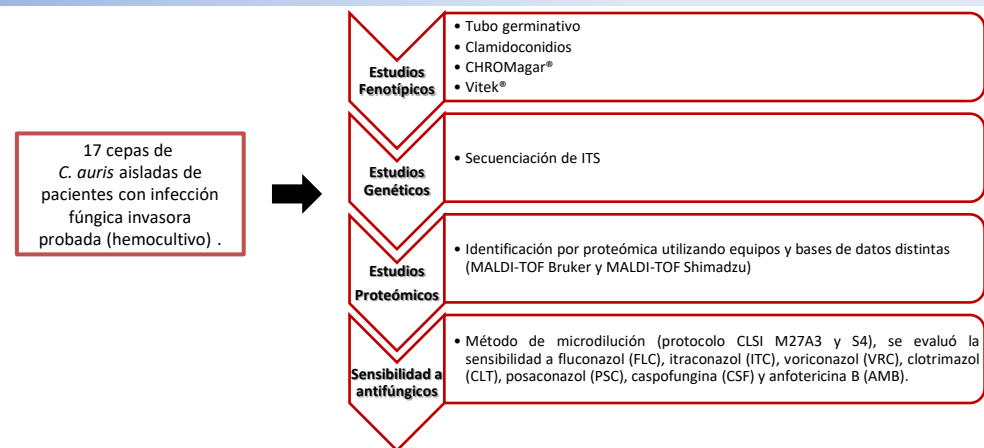 17 cepas de
C. auris aisladas de
pacientes con infección
fúngica invasora
probada (hemocultivo) .
Estudios
Fenotípicos
• Tubo germinativo
• Clamidoconidios
• CHROMagar®
• Vitek®
Estudios
Genéticos
• Secuenciación de ITS
Estudios
Proteómicos
• Identificación por proteómica utilizando equipos y bases de datos distintas
(MALDI-TOF Bruker y MALDI-TOF Shimadzu)
Sensibilidad a
antifúngicos
• Método de microdilución (protocolo CLSI M27A3 y S4), se evaluó la
sensibilidad a fluconazol (FLC), itraconazol (ITC), voriconazol (VRC), clotrimazol
(CLT), posaconazol (PSC), caspofungina (CSF) y anfotericina B (AMB).